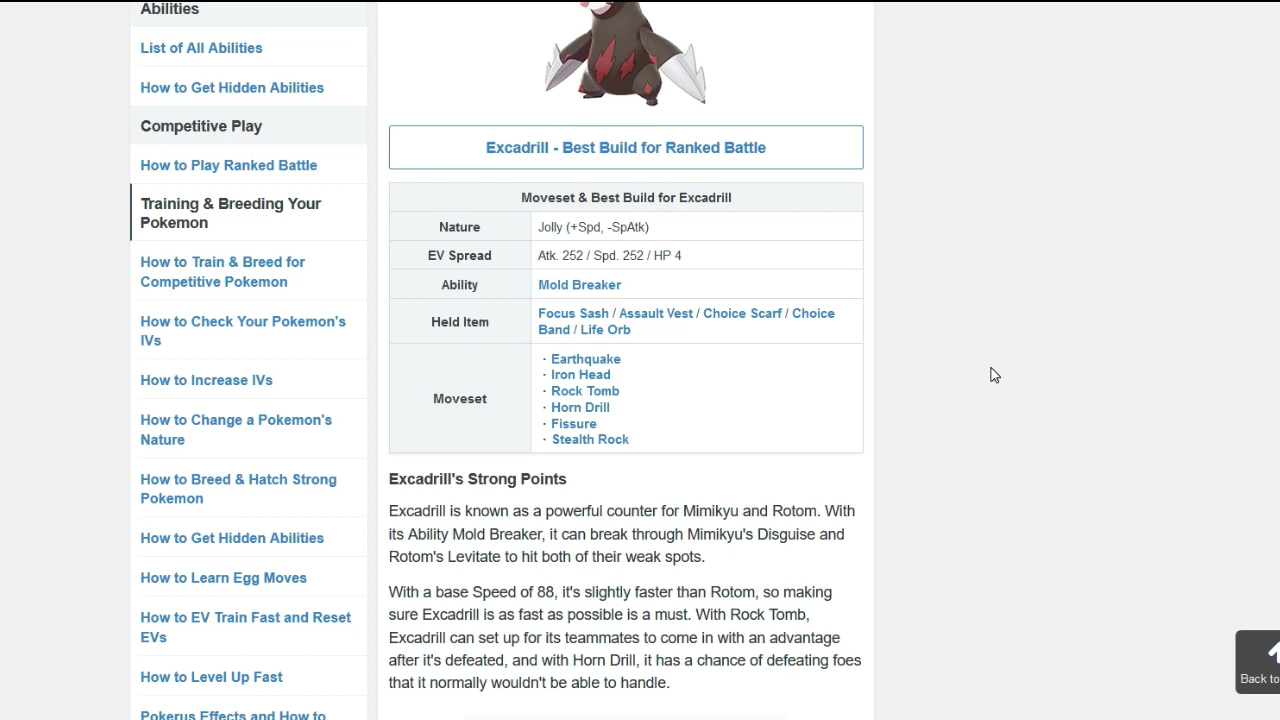 Abilities
List of All Abilities
How to Get Hidden Abilities
Competitive Play
How to Play Ranked Battle
Training & Breeding Your
Pokemon
How to Train & Breed for
Competitive Pokemon
How to Check Your Pokemon's
IVs
How to Increase IVs
How to Change a Pokemon's
Nature
How to Breed & Hatch Strong
Pokemon
How to Get Hidden Abilities
How to Learn Egg Moves
How to EV Train Fast and Reset
EVs
How to Level Up Fast
Pokerus Effects and How to
Excadrill - Best Build for Ranked Battle
Moveset & Best Build for Excadrill
Nature
Jolly (+Spd, -SpAtk)
EV Spread
Atk. 252 / Spd. 252 / HP 4
Ability
Mold Breaker
Held Item
Focus Sash / Assault Vest / Choice Scarf / Choice
Band / Life Orb
Moveset
· Earthquake
· Iron Head
· Rock Tomb
· Horn Drill
· Fissure
· Stealth Rock
Excadrill's Strong Points
Excadrill is known as a powerful counter for Mimikyu and Rotom. With
its Ability Mold Breaker, it can break through Mimikyu's Disguise and
Rotom's Levitate to hit both of their weak spots.
With a base Speed of 88, it's slightly faster than Rotom, so making
sure Excadrill is as fast as possible is a must. With Rock Tomb,
Excadrill can set up for its teammates to come in with an advantage
after it's defeated, and with Horn Drill, it has a chance of defeating foes
that it normally wouldn't be able to handle.
Back to